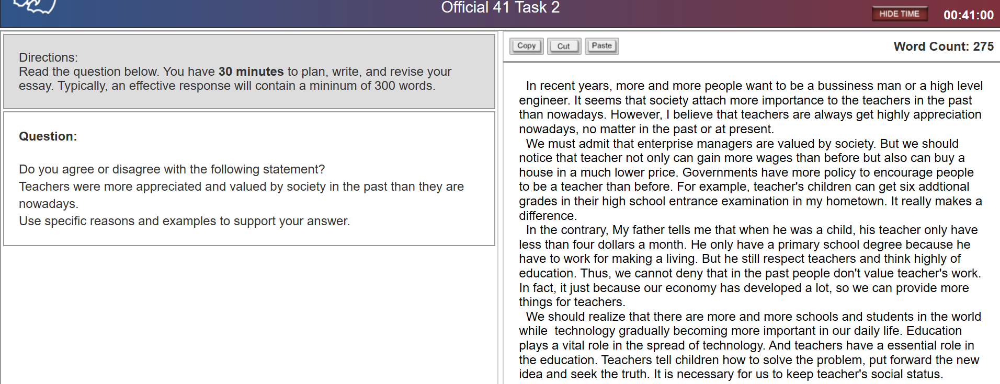 Official 41 Task 2
HIDE TIME
00:41:00
Directions:
Read the question below. You have 30 minutes to plan, write, and revise your
essay. Typically, an effective response will contain a mininum of 300 words.
Question:
Do you agree or disagree with the following statement?
Teachers were more appreciated and valued by society in the past than they are
nowadays.
Use specific reasons and examples to support your answer.
Copy
Cut
Paste
Word Count: 275
In recent years, more and more people want to be a bussiness man or a high level
engineer. It seems that society attach more importance to the teachers in the past
than nowadays. However, I believe that teachers are always get highly appreciation
nowadays, no matter in the past or at present.
We must admit that enterprise managers are valued by society. But we should
notice that teacher not only can gain more wages than before but also can buy a
house in a much lower price. Governments have more policy to encourage people
to be a teacher than before. For example, teacher's children can get six addtional
grades in their high school entrance examination in my hometown. It really makes a
difference.
In the contrary, My father tells me that when he was a child, his teacher only have
less than four dollars a month. He only have a primary school degree because he
have to work for making a living. But he still respect teachers and think highly of
education. Thus, we cannot deny that in the past people don't value teacher's work.
In fact, it just because our economy has developed a lot, so we can provide more
things for teachers.
We should realize that there are more and more schools and students in the world
while  technology gradually becoming more important in our daily life. Education
plays a vital role in the spread of technology. And teachers have a essential role in
the education. Teachers tell children how to solve the problem, put forward the new
idea and seek the truth. It is necessary for us to keep teacher's social status.